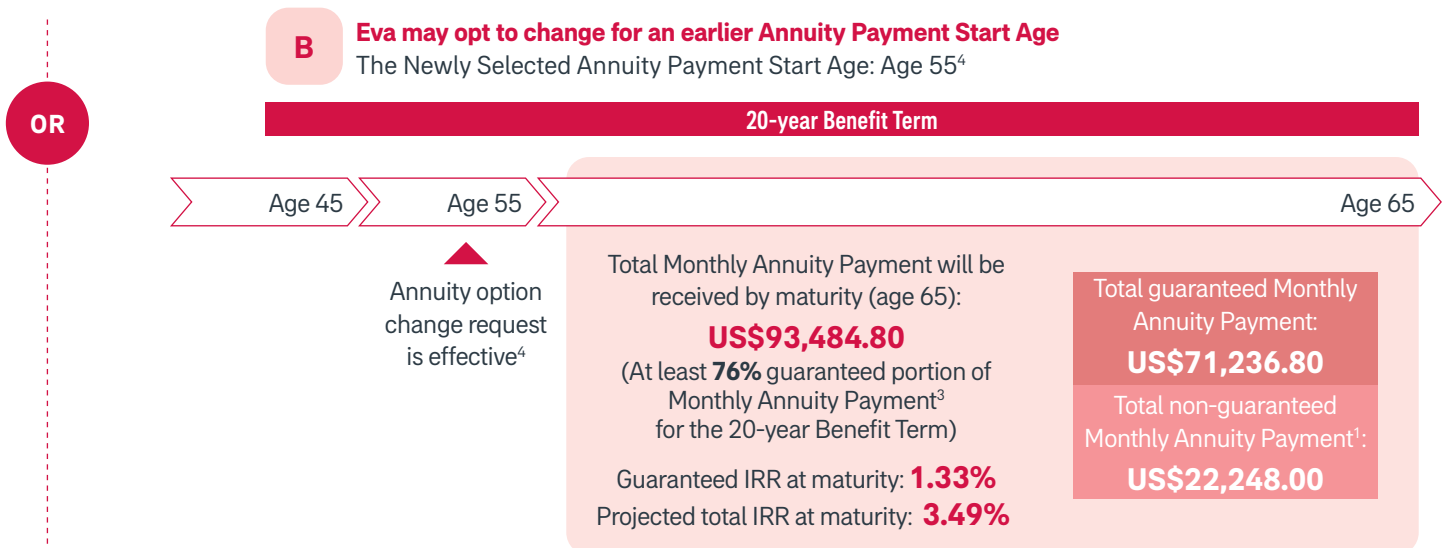 B
Eva may opt to change for an earlier Annuity Payment Start Age
The Newly Selected Annuity Payment Start Age: Age 55⁴
OR
20-year Benefit Term
Age 45
Age 55
Age 65
Annuity option
change request
is effective⁴
Total Monthly Annuity Payment will be
received by maturity (age 65):
US$93,484.80
(At least 76% guaranteed portion of
Monthly Annuity Payment³
for the 20-year Benefit Term)
Guaranteed IRR at maturity: 1.33%
Projected total IRR at maturity: 3.49%
Total guaranteed Monthly
Annuity Payment:
US$71,236.80
Total non-guaranteed
Monthly Annuity Payment¹:
US$22,248.00